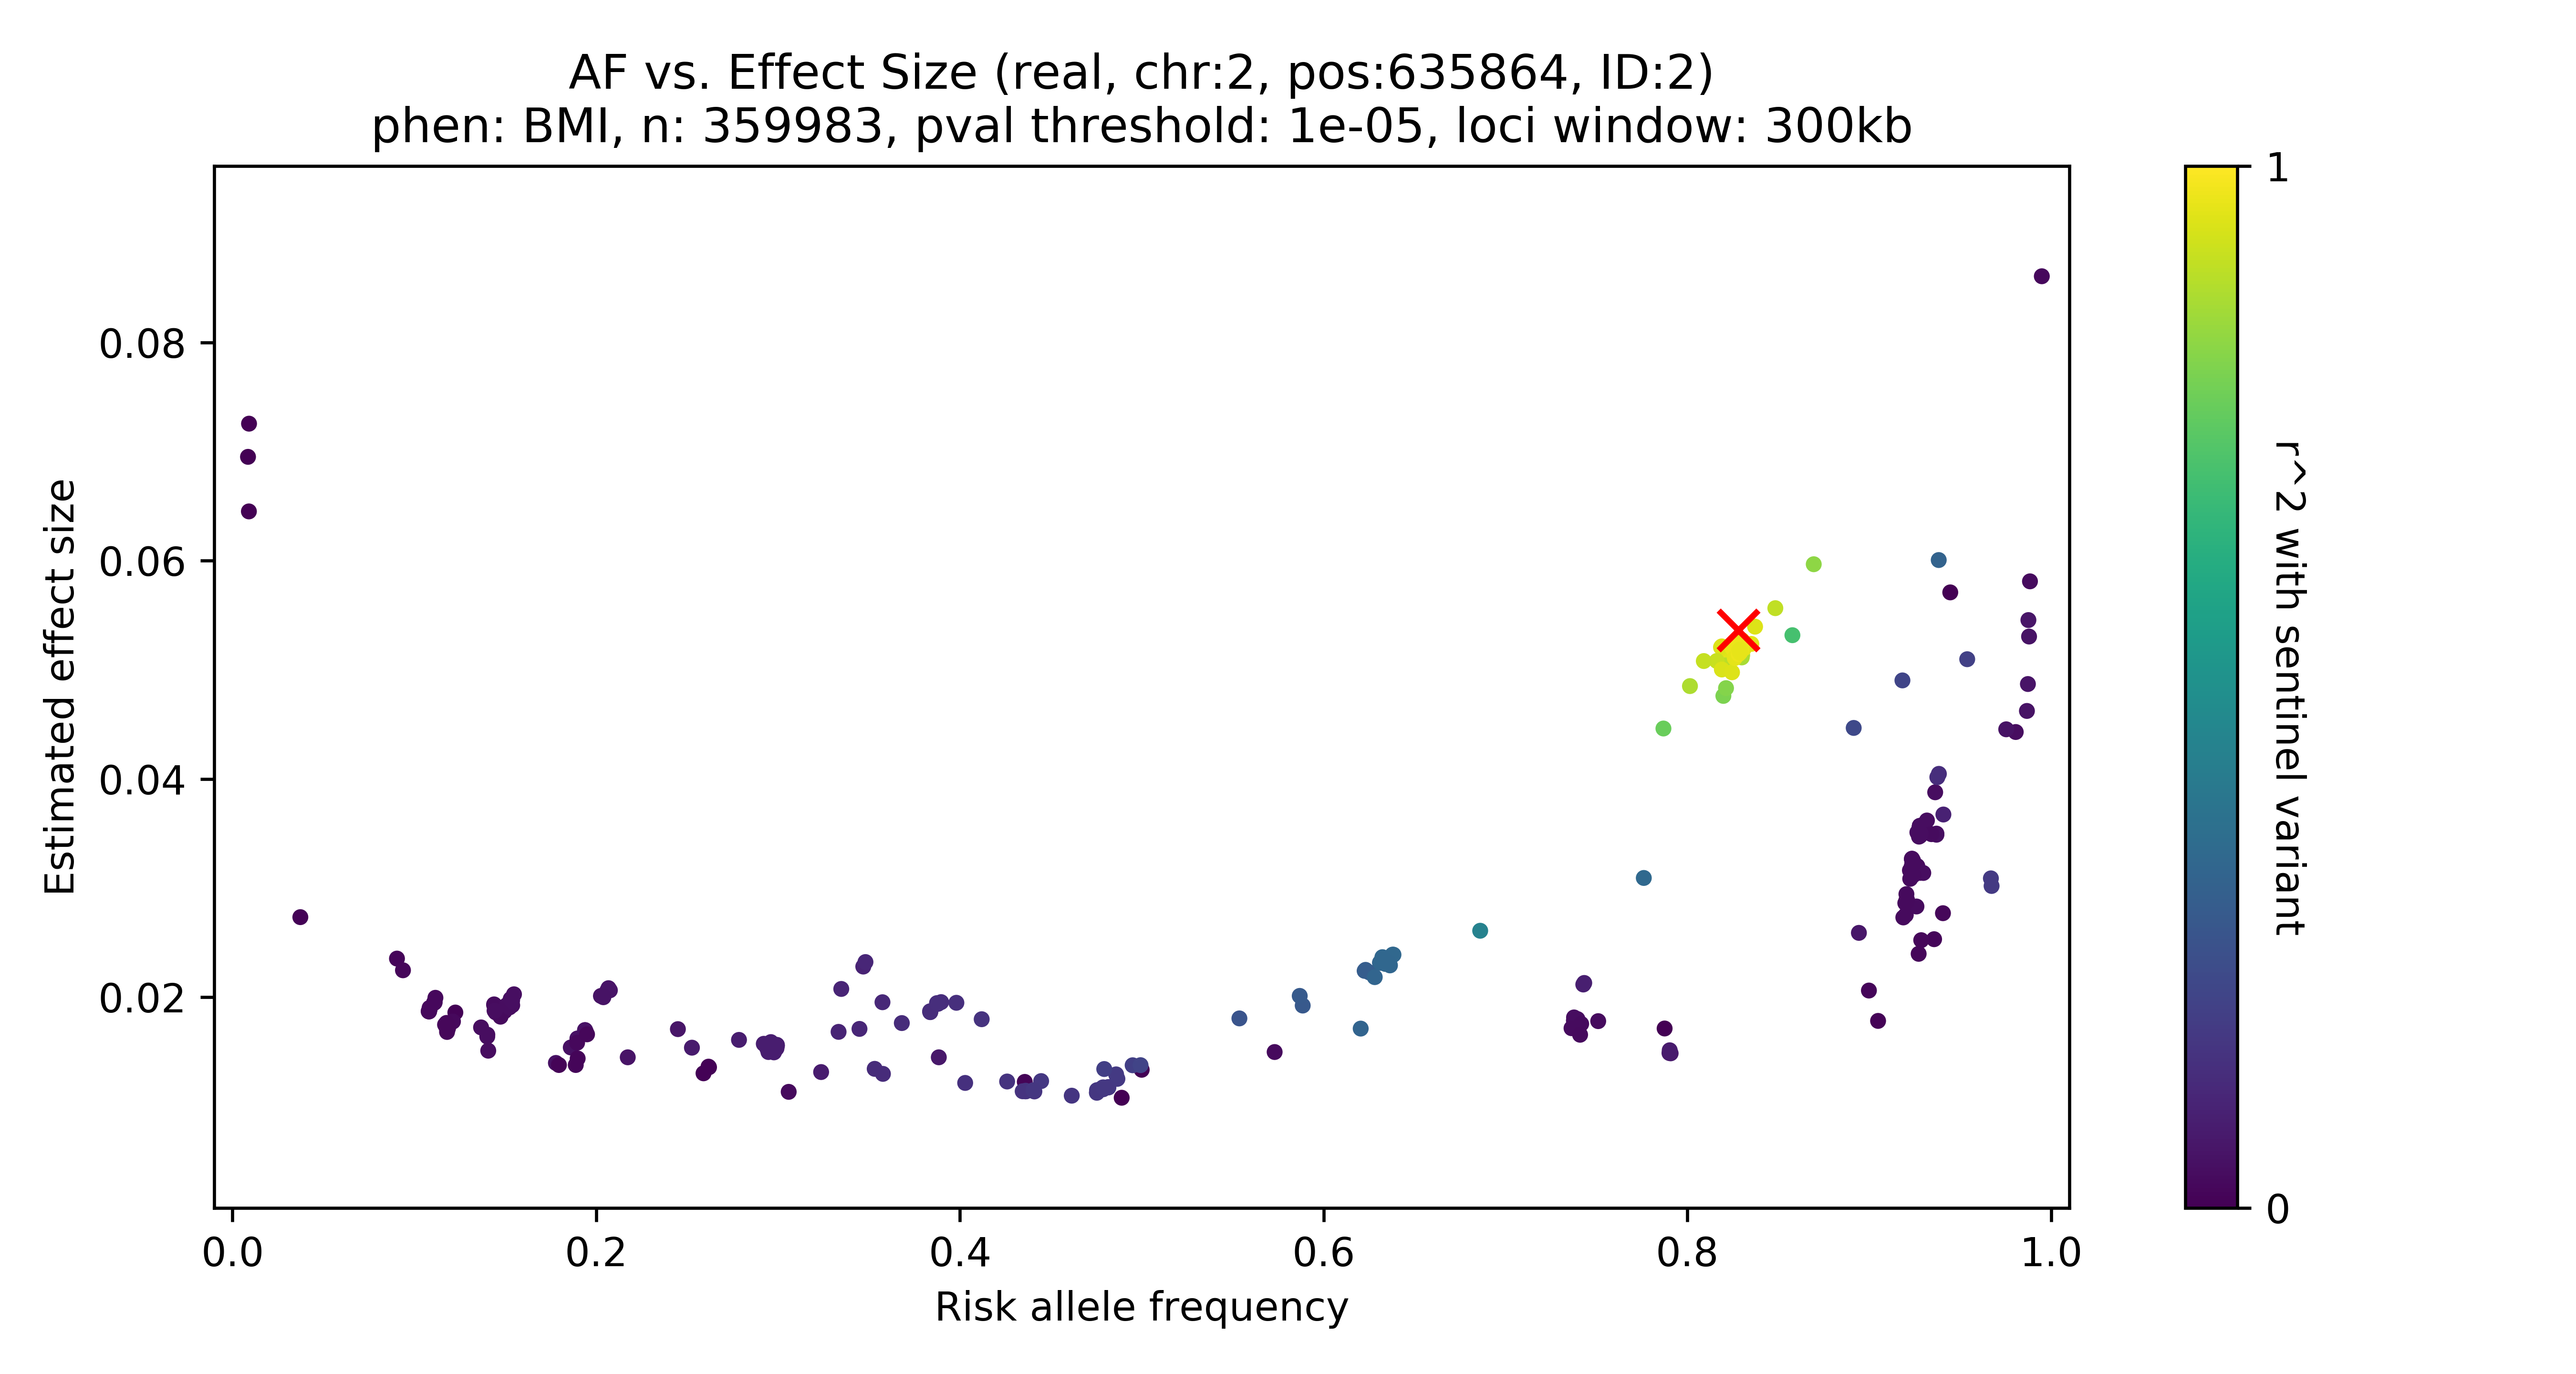 AF vs. Effect Size (real, chr:2, pos:635864, ID:2)
phen: BMI, n: 359983, pval threshold: 1e-05, loci window: 300kb
1
0.08
0.06
0.04
0.02
Estimated effect size
r^2 with sentinel variant
0
0.0 0.2 0.4 0.6 0.8 1.0
Risk allele frequency